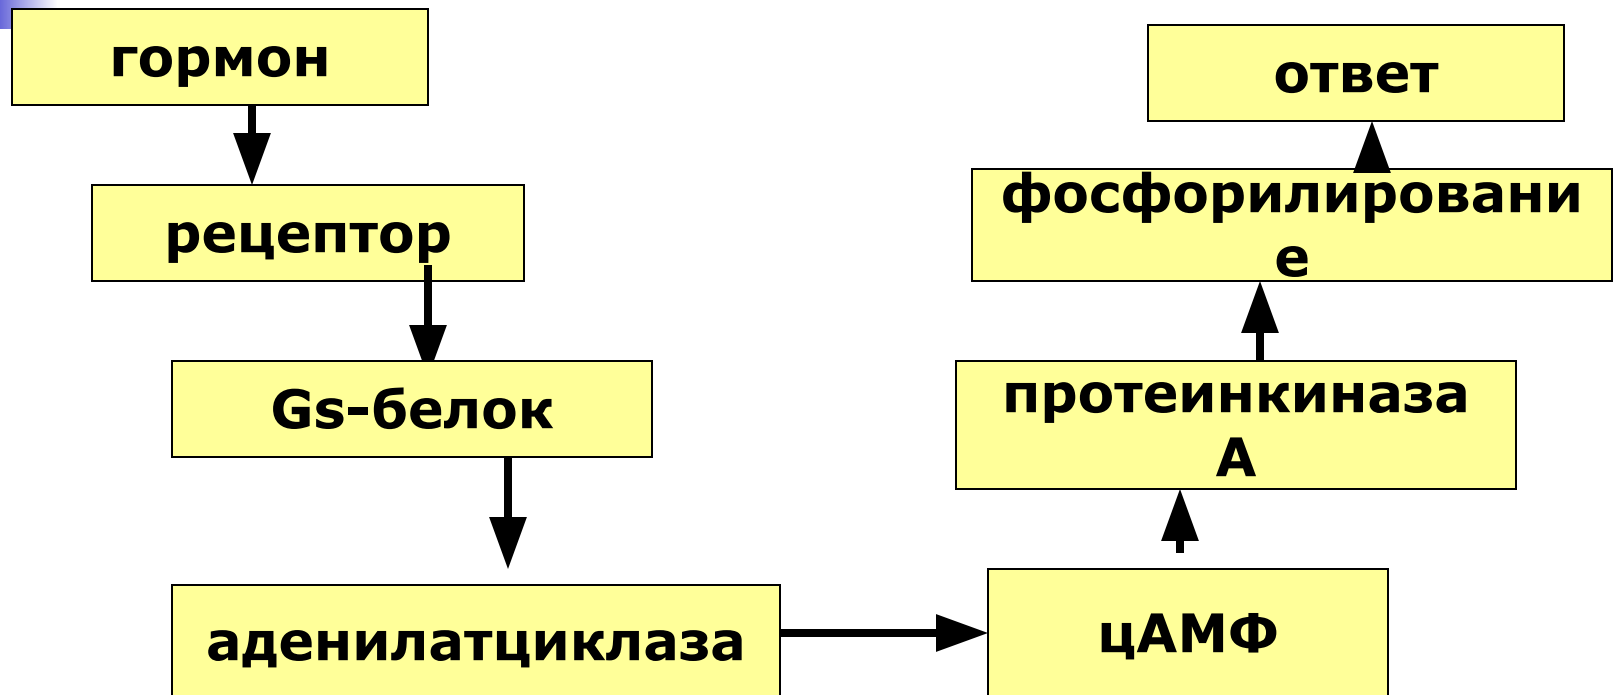 гормон
рецептор
Gs-белок
аденилатциклаза
цАМФ
протеинкиназа
А
фосфорилировани
е
ответ